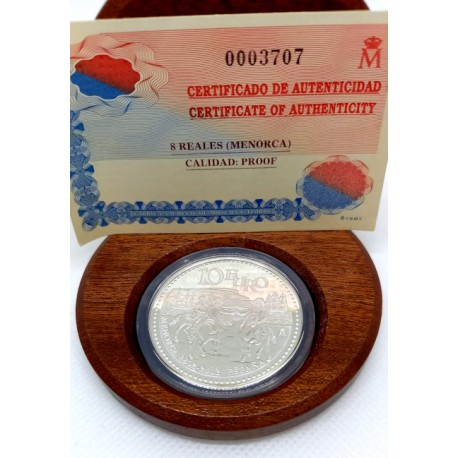 0003707
M
CERTIFICADO DE AUTENTICIDAD
CERTIFICATE OF AUTHENTICITY
8 REALES (MENORCA)
CALIDAD: PROOF
10 EURO